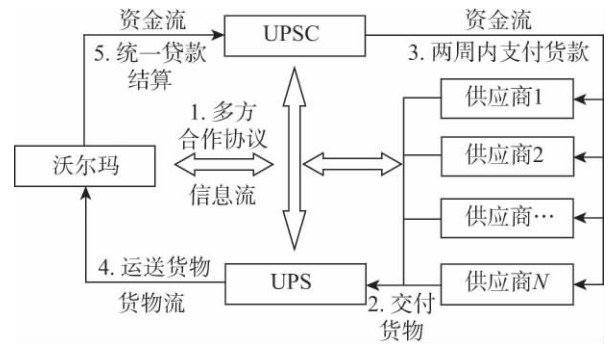 资金流
UPSC
资金流
5. 统一贷款
结算
3. 两周内支付货款
1. 多方
合作协议
供应商1
沃尔玛
供应商2
信息流
供应商…
4. 运送货物
UPS
供应商N
货物流
2. 交付
货物